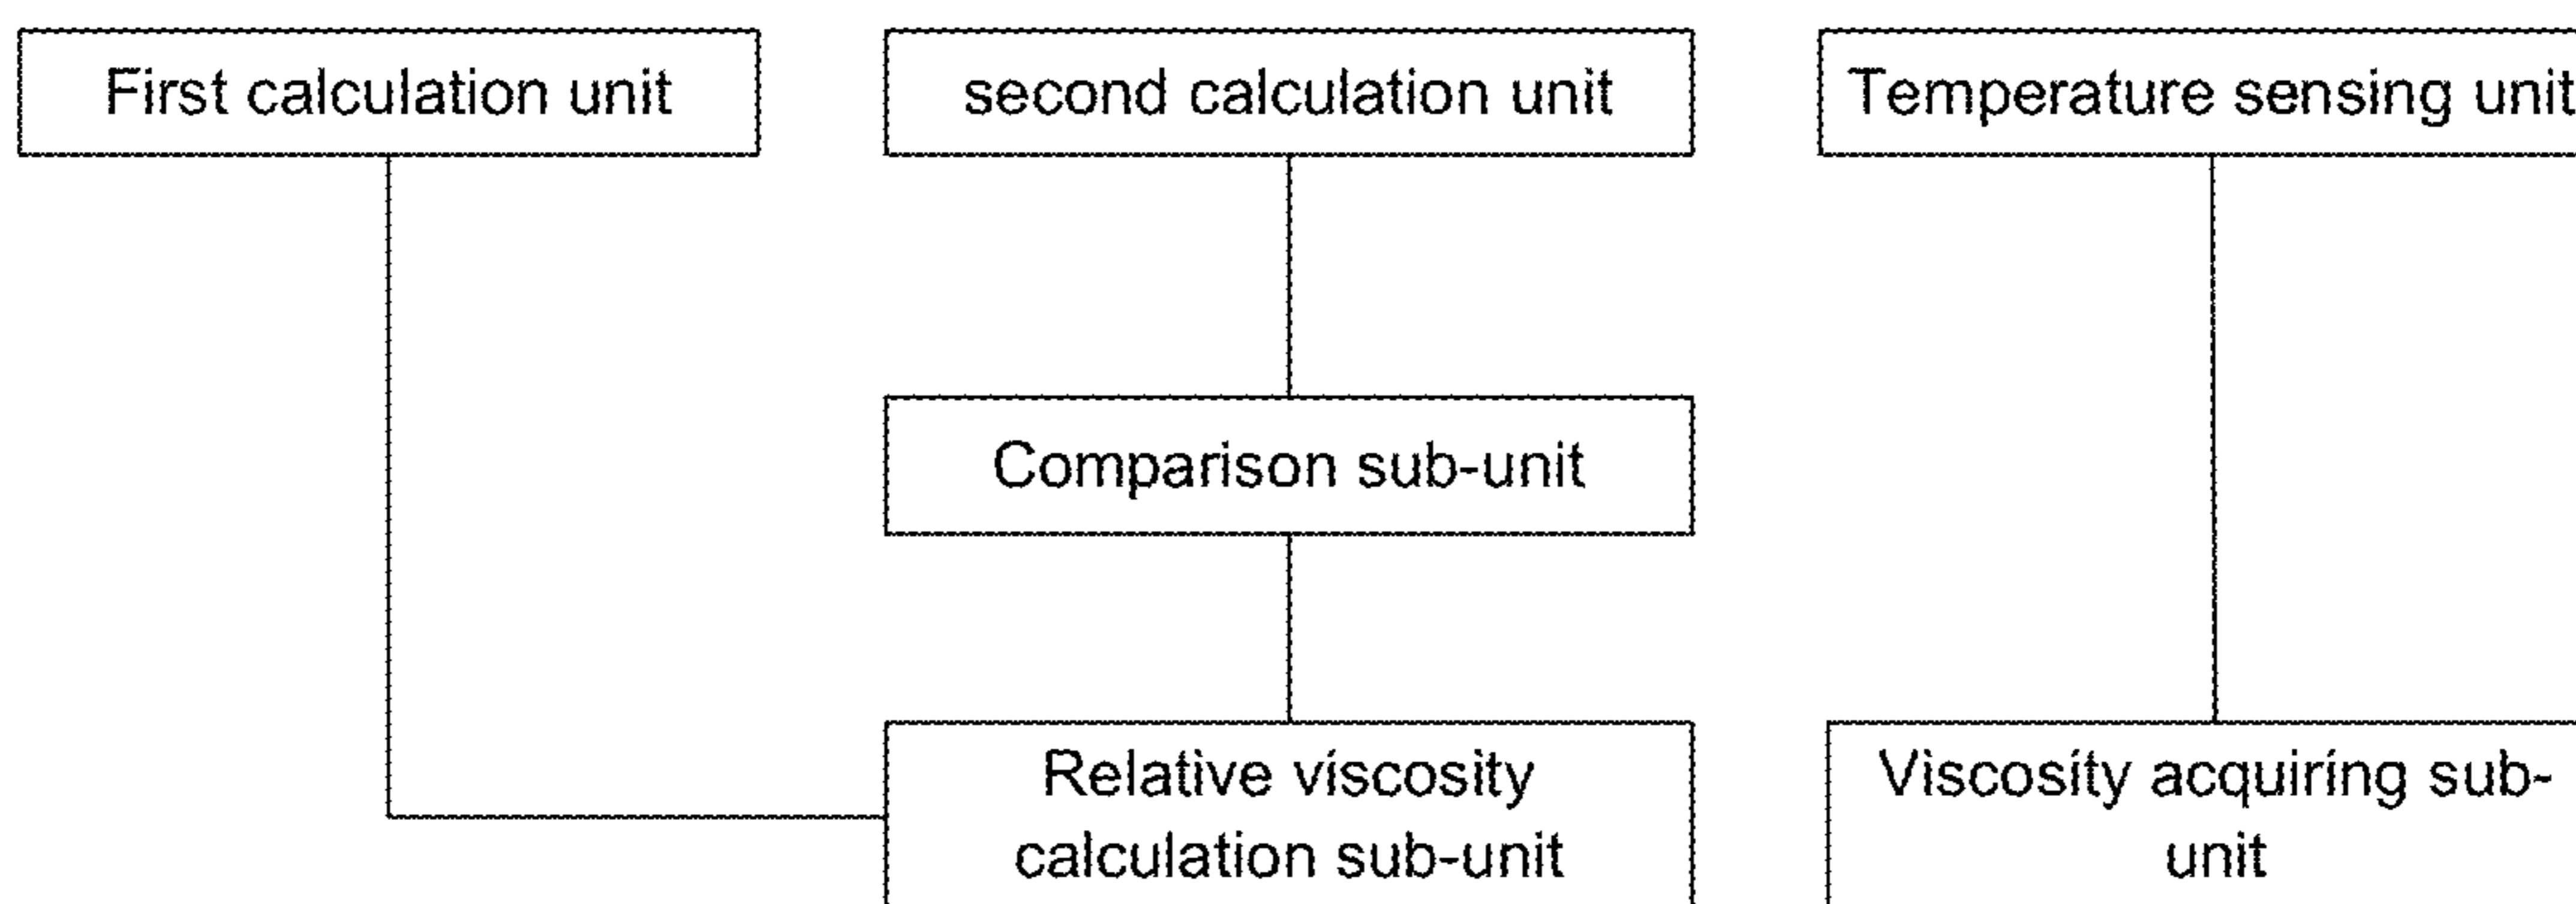 First calculation unit
second calculation unit
Temperature sensing unit
Comparison sub-unit
Relative viscosity
calculation sub-unit
Viscosity acquiring sub-
unit